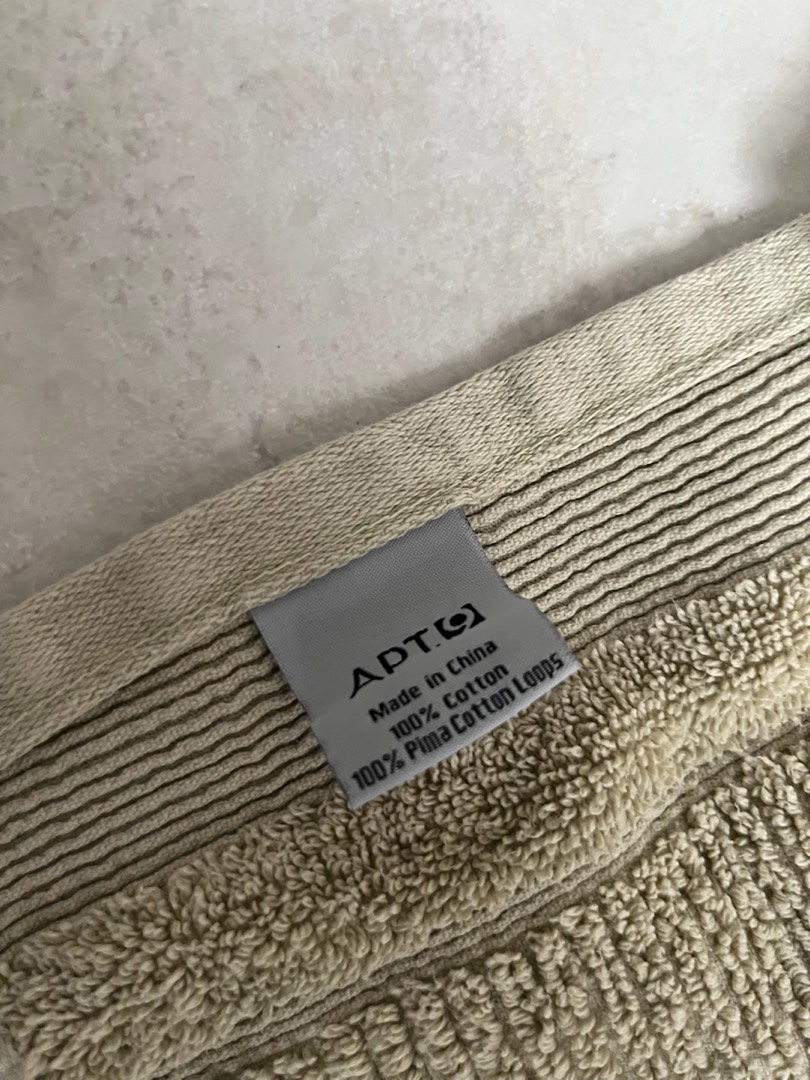 APT.9
Made in China
100% Cotton
100% Pima Cotton Loops